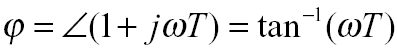 φ = ∠(1 + jωT) = tan⁻¹(ωT)